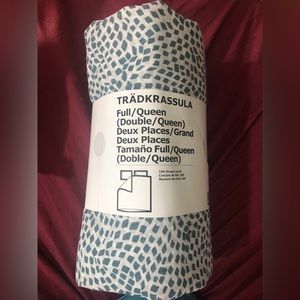 TRÄDKRASSULA
Full/Queen
(Double/Queen)
Deux Places/Grand
Deux Places
Tamaño Full/Queen
(Doble/Queen)